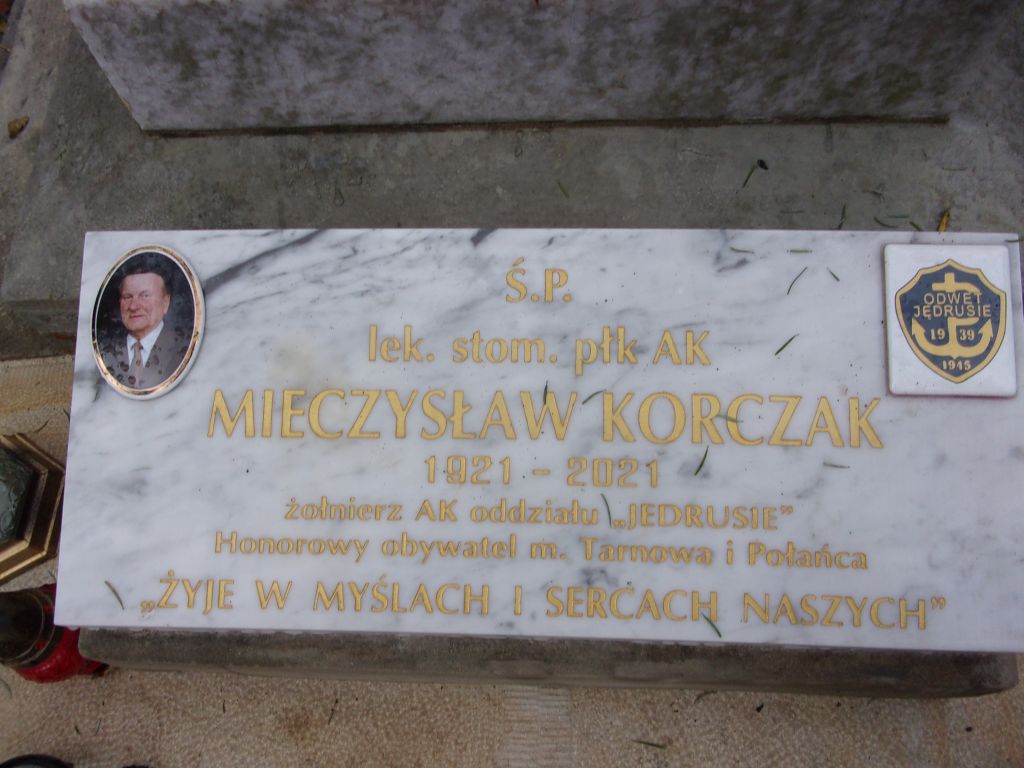 Ś.P.
lek. stom. płk AK
MIECZYSŁAW KORCZAK
1921 - 2021
żołnierz AK oddziału „JEDRUSIE”
Honorowy obywatel m. Tarnowa i Połańca
„ŻYJE W MYŚLACH I SERCACH NASZYCH”
ODWET
JĘDRUSIE
19 39
1945